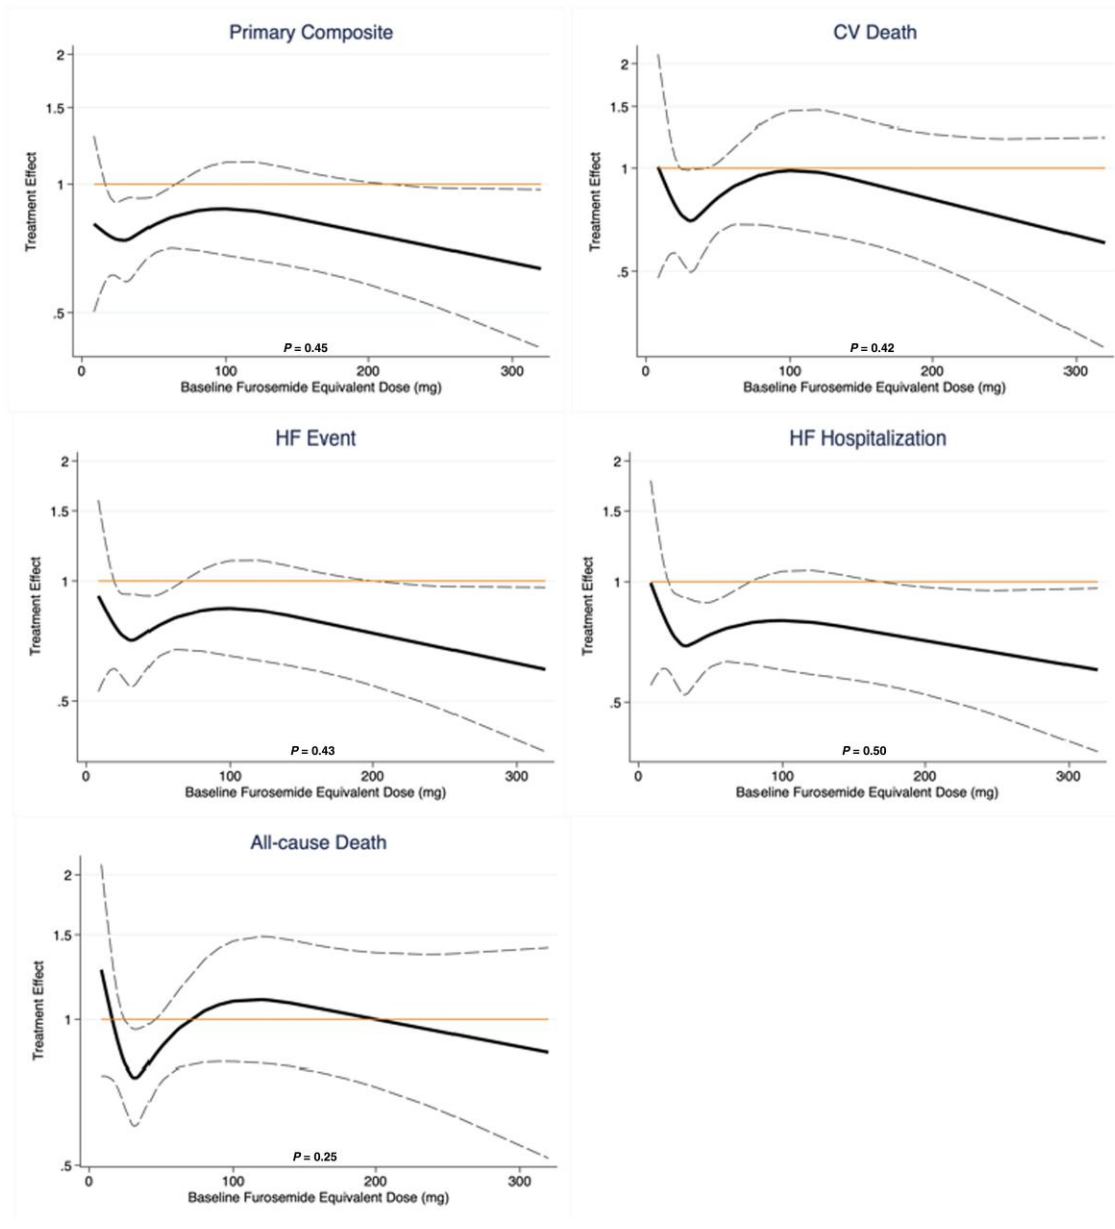 Primary Composite
2
1.5
1
.5
Treatment Effect
P = 0.45
0 100 200 300
Baseline Furosemide Equivalent Dose (mg)
CV Death
2
1.5
1
.5
Treatment Effect
P = 0.42
0 100 200 300
Baseline Furosemide Equivalent Dose (mg)
HF Event
2
1.5
1
.5
Treatment Effect
P = 0.43
0 100 200 300
Baseline Furosemide Equivalent Dose (mg)
HF Hospitalization
2
1.5
1
.5
Treatment Effect
P = 0.50
0 100 200 300
Baseline Furosemide Equivalent Dose (mg)
All-cause Death
2
1.5
1
.5
Treatment Effect
P = 0.25
0 100 200 300
Baseline Furosemide Equivalent Dose (mg)